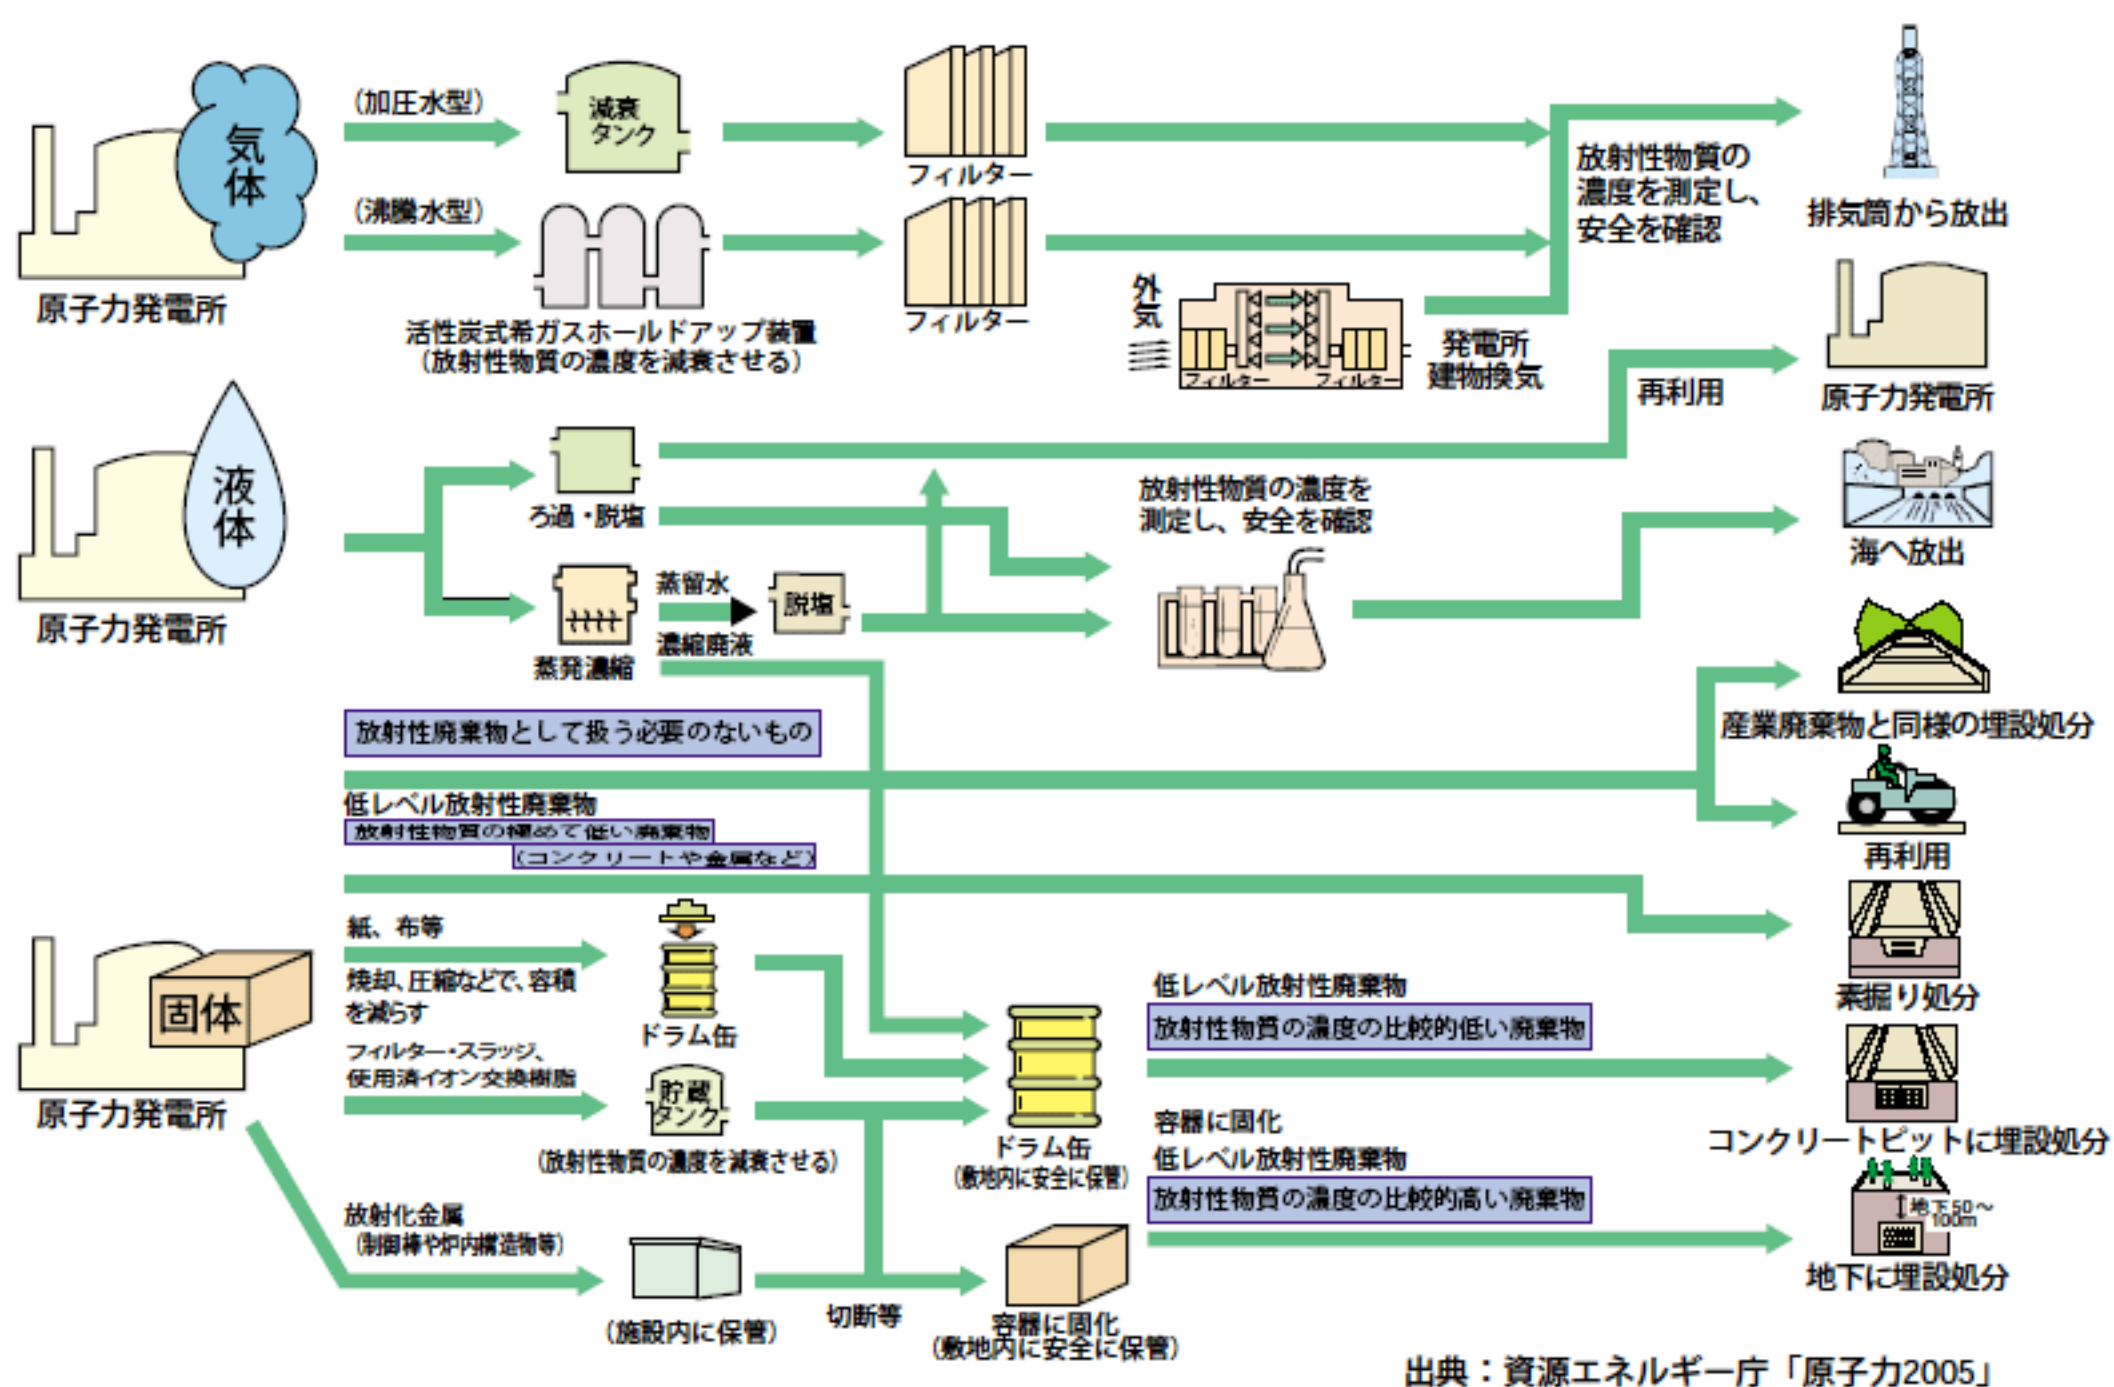 気体
原子力発電所
（加圧水型）
減衰
タンク
フィルター
（沸騰水型）
活性炭式希ガスホールドアップ装置
（放射性物質の濃度を減衰させる）
フィルター
外気
フィルター
フィルター
発電所
建物換気
放射性物質の
濃度を測定し、
安全を確認
排気筒から放出
液体
原子力発電所
ろ過・脱塩
蒸発濃縮
蒸留水
濃縮廃液
脱塩
放射性物質の濃度を
測定し、安全を確認
再利用
原子力発電所
海へ放出
固体
原子力発電所
放射性廃棄物として扱う必要のないもの
産業廃棄物と同様の埋設処分
再利用
低レベル放射性廃棄物
放射性物質の極めて低い廃棄物
（コンクリートや金属など）
素掘り処分
紙、布等
焼却、圧縮などで、容積
を減らす
ドラム缶
フィルター・スラッジ、
使用済イオン交換樹脂
貯蔵
タンク
（放射性物質の濃度を減衰させる）
放射化金属
（制御棒や炉内構造物等）
（施設内に保管）
切断等
ドラム缶
（敷地内に安全に保管）
容器に固化
（敷地内に安全に保管）
低レベル放射性廃棄物
放射性物質の濃度の比較的低い廃棄物
コンクリートピットに埋設処分
容器に固化
低レベル放射性廃棄物
放射性物質の濃度の比較的高い廃棄物
地下50～
100m
地下に埋設処分
出典：資源エネルギー庁「原子力2005」